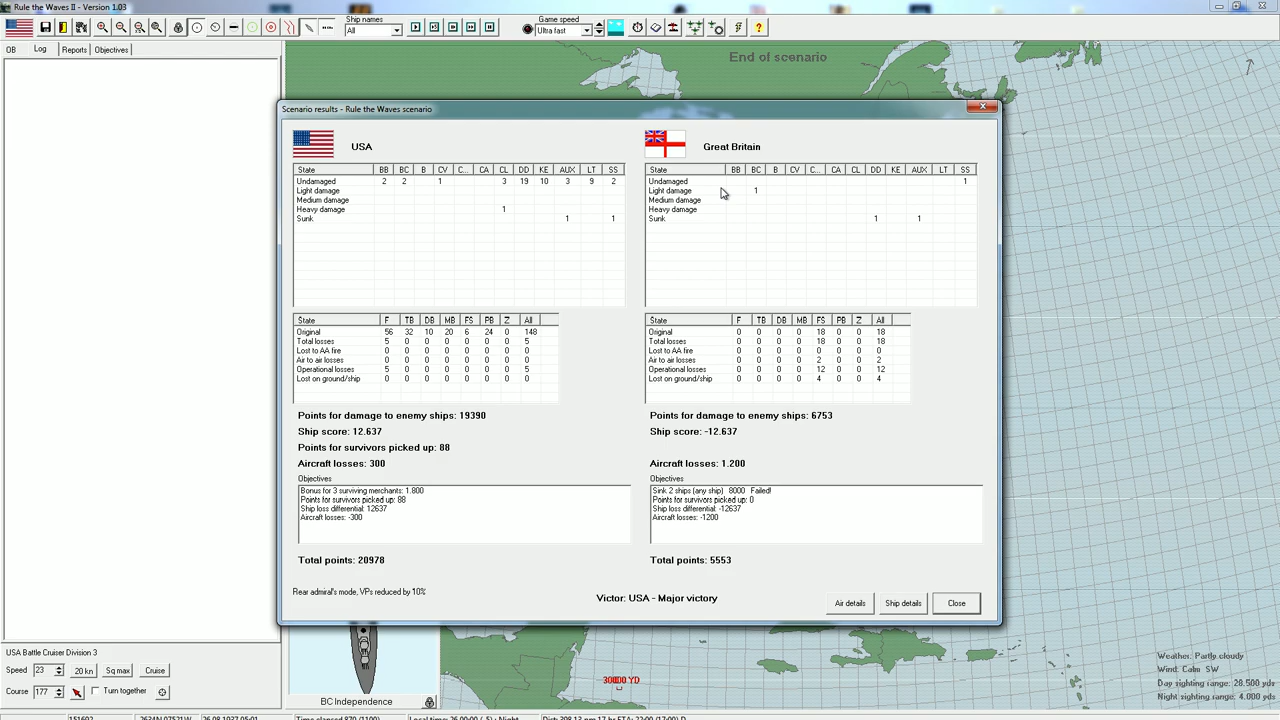 Rule the Waves II - Version 1.03
Ship names
All
Game speed
Ultra fast
OB Log Reports Objectives
End of scenario
Scenario results - Rule the Waves scenario
USA
State BB BC B CV C... CA CL DD KE AUX LT SS
Undamaged 2 2 1 3 19 10 3 9 2
Light damage
Medium damage
Heavy damage 1
Sunk 1 1
State F TB DB MB FS PB Z All
Original 56 32 10 20 6 24 0 148
Total losses 5 0 0 0 0 0 0 5
Lost to AA fire 0 0 0 0 0 0 0 0
Air to air losses 0 0 0 0 0 0 0 0
Operational losses 5 0 0 0 0 0 0 5
Lost on ground/ship 0 0 0 0 0 0 0 0
Points for damage to enemy ships: 19390
Ship score: 12.637
Points for survivors picked up: 88
Aircraft losses: 300
Objectives
Bonus for 3 surviving merchants: 1.800
Points for survivors picked up: 88
Ship loss differential: 12637
Aircraft losses: -300
Total points: 20978
Great Britain
State BB BC B CV C... CA CL DD KE AUX LT SS
Undamaged 1
Light damage 1
Medium damage
Heavy damage
Sunk 1 1
State F TB DB MB FS PB Z All
Original 0 0 0 0 18 0 0 18
Total losses 0 0 0 0 18 0 0 18
Lost to AA fire 0 0 0 0 0 0 0 0
Air to air losses 0 0 0 0 2 0 0 2
Operational losses 0 0 0 0 12 0 0 12
Lost on ground/ship 0 0 0 0 4 0 0 4
Points for damage to enemy ships: 6753
Ship score: -12.637
Aircraft losses: 1.200
Objectives
Sink 2 ships (any ship) 8000 Failed!
Points for survivors picked up: 0
Ship loss differential: -12637
Aircraft losses: -1200
Total points: 5553
Rear admiral's mode, VPs reduced by 10%
Victor: USA - Major victory
Air details Ship details Close
USA Battle Cruiser Division 3
Speed 23 20 kn Sq max Cruise
Course 177 Turn together
BC Independence
30000 YD
Weather: Partly cloudy
Wind: Calm SW
Day sighting range: 28.500 yds
Night sighting range: 4.000 yds